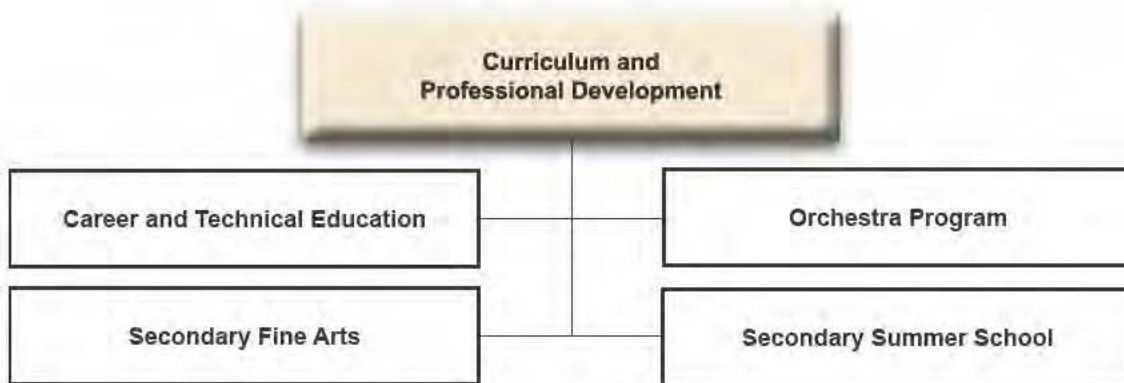 Curriculum and
Professional Development
Career and Technical Education
Orchestra Program
Secondary Fine Arts
Secondary Summer School